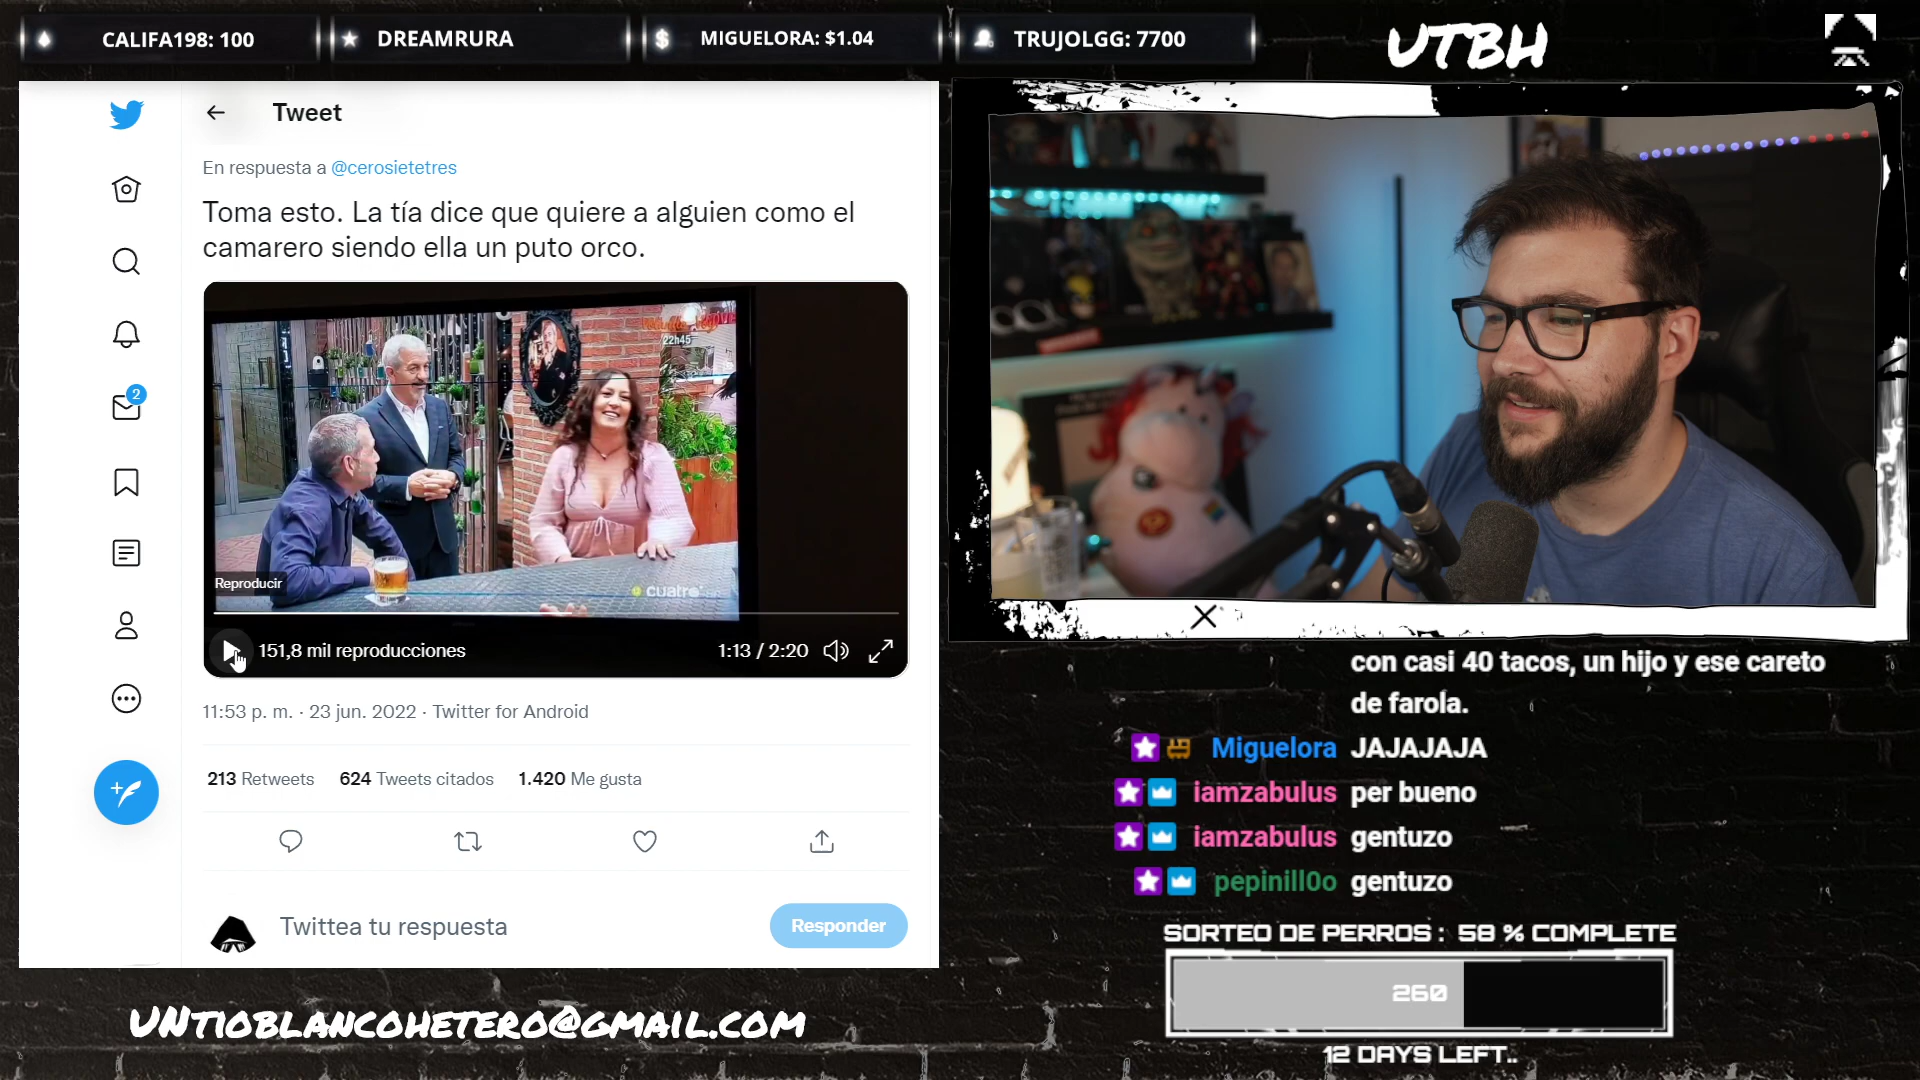 CALIFA198: 100
DREAMRURA
MIGUELORA: $1.04
TRUJOLGG: 7700
UTBH
Tweet
En respuesta a @cerosietetres
Toma esto. La tía dice que quiere a alguien como el
camarero siendo ella un puto orco.
22h45
cuatro
Reproducir
151,8 mil reproducciones
1:13 / 2:20
2
11:53 p. m. · 23 jun. 2022 · Twitter for Android
213 Retweets 624 Tweets citados 1.420 Me gusta
Twittea tu respuesta
Responder
con casi 40 tacos, un hijo y ese careto
de farola.
Miguelora JAJAJAJA
iamzabulus per bueno
iamzabulus gentuzo
pepinill0o gentuzo
SORTEO DE PERROS : 58 % COMPLETE
260
12 DAYS LEFT..
UNTIOBLANCOHETERO@GMAIL.COM